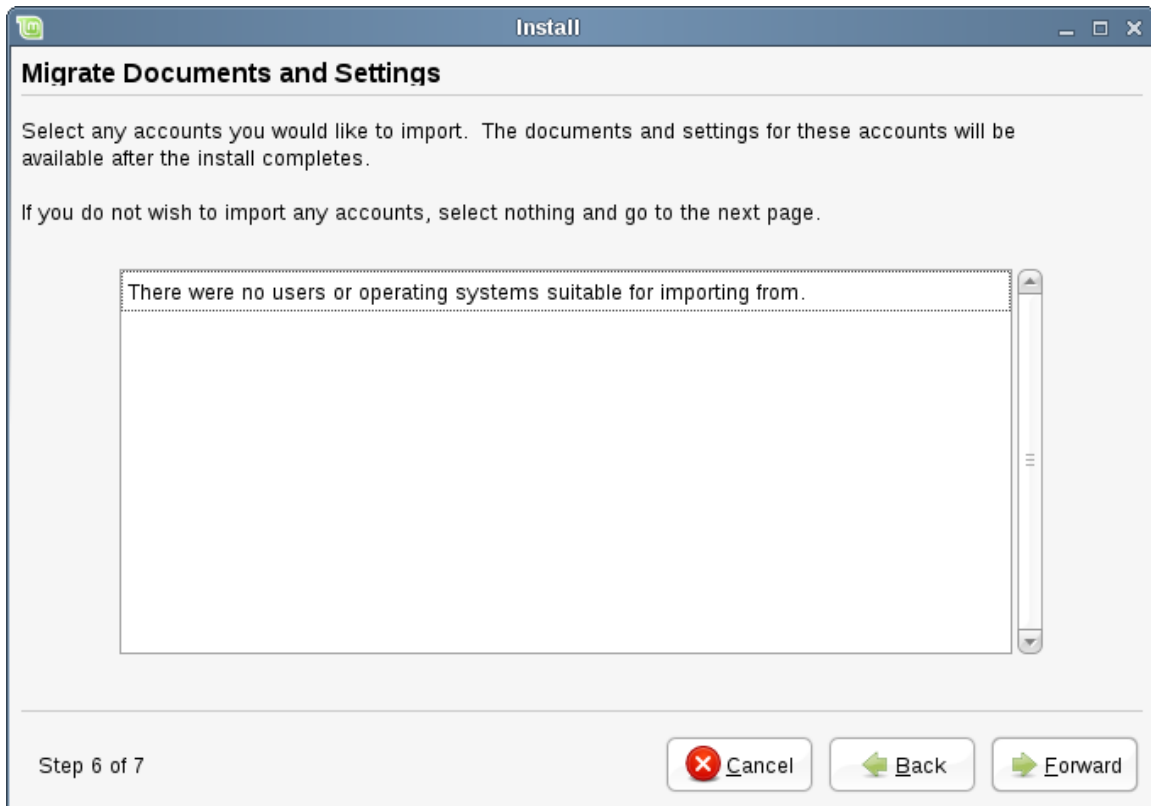 Install
Migrate Documents and Settings
Select any accounts you would like to import.  The documents and settings for these accounts will be
available after the install completes.
If you do not wish to import any accounts, select nothing and go to the next page.
There were no users or operating systems suitable for importing from.
Step 6 of 7
Cancel
Back
Forward